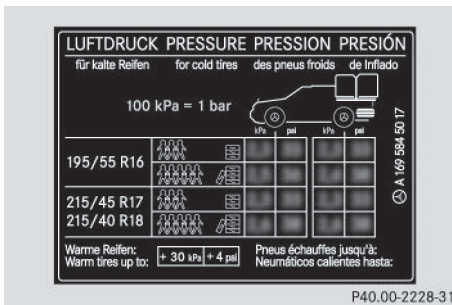 LUFTDRUCK PRESSURE PRESSION PRESIÓN
für kalte Reifen for cold tires des pneus froids de Inflado
100 kPa = 1 bar
kPa psi kPa psi
195/55 R16
215/45 R17
215/40 R18
A 169 584 50 17
Warme Reifen:
Warm tires up to:
+ 30 kPa + 4 psi
Pneus échauffes jusqu'à:
Neumáticos calientes hasta:
P40.00-2228-31